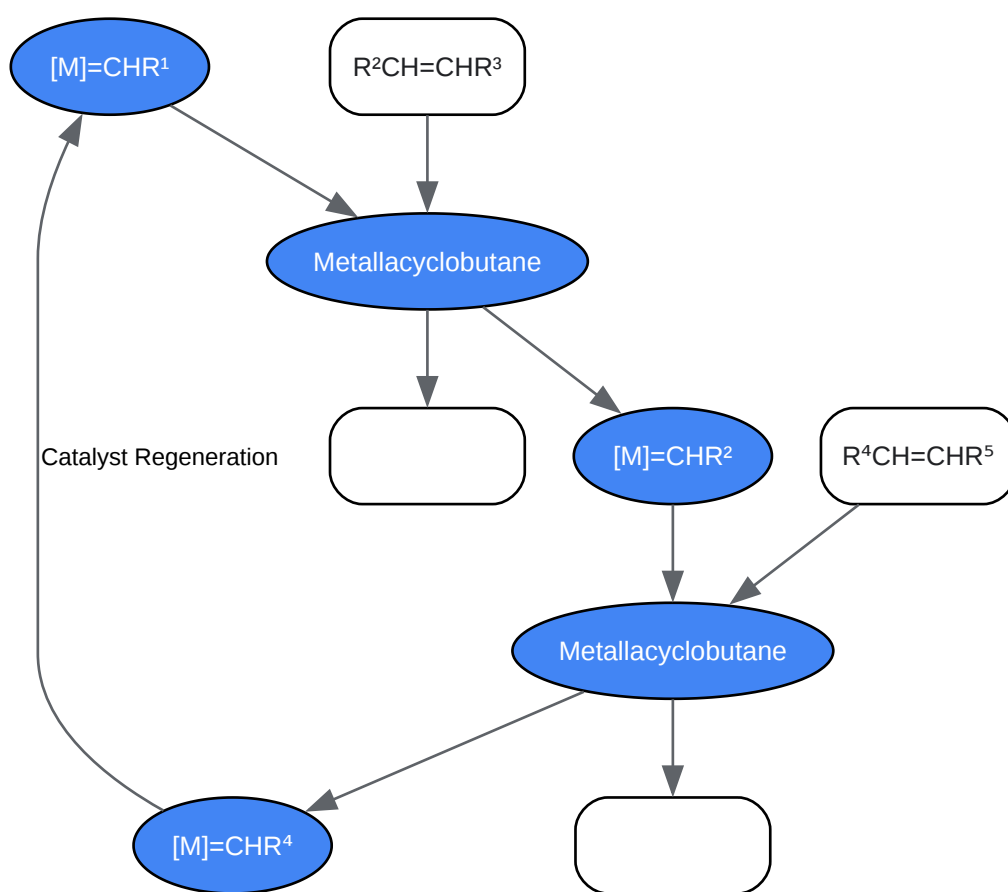 [M]=CHR¹
R²CH=CHR³
Metallacyclobutane
Catalyst Regeneration
[M]=CHR²
R⁴CH=CHR⁵
Metallacyclobutane
[M]=CHR⁴